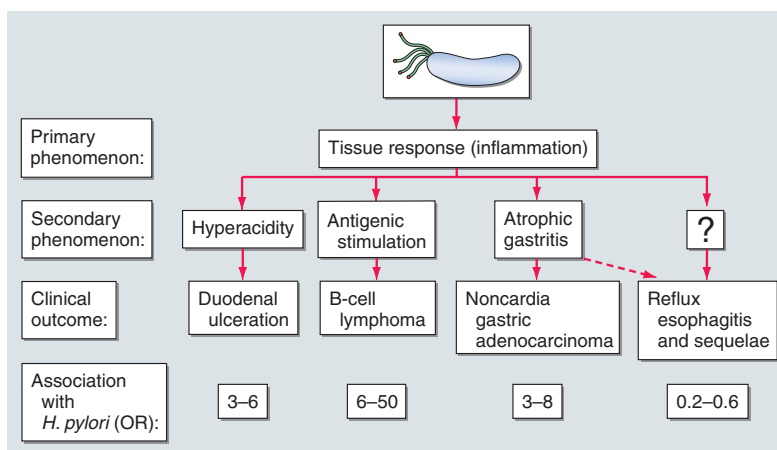 Primary
phenomenon:
Tissue response (inflammation)
Secondary
phenomenon:
Hyperacidity
Antigenic
stimulation
Atrophic
gastritis
?
Clinical
outcome:
Duodenal
ulceration
B-cell
lymphoma
Noncardia
gastric
adenocarcinoma
Reflux
esophagitis
and sequelae
Association
with
H. pylori (OR):
3–6
6–50
3–8
0.2–0.6